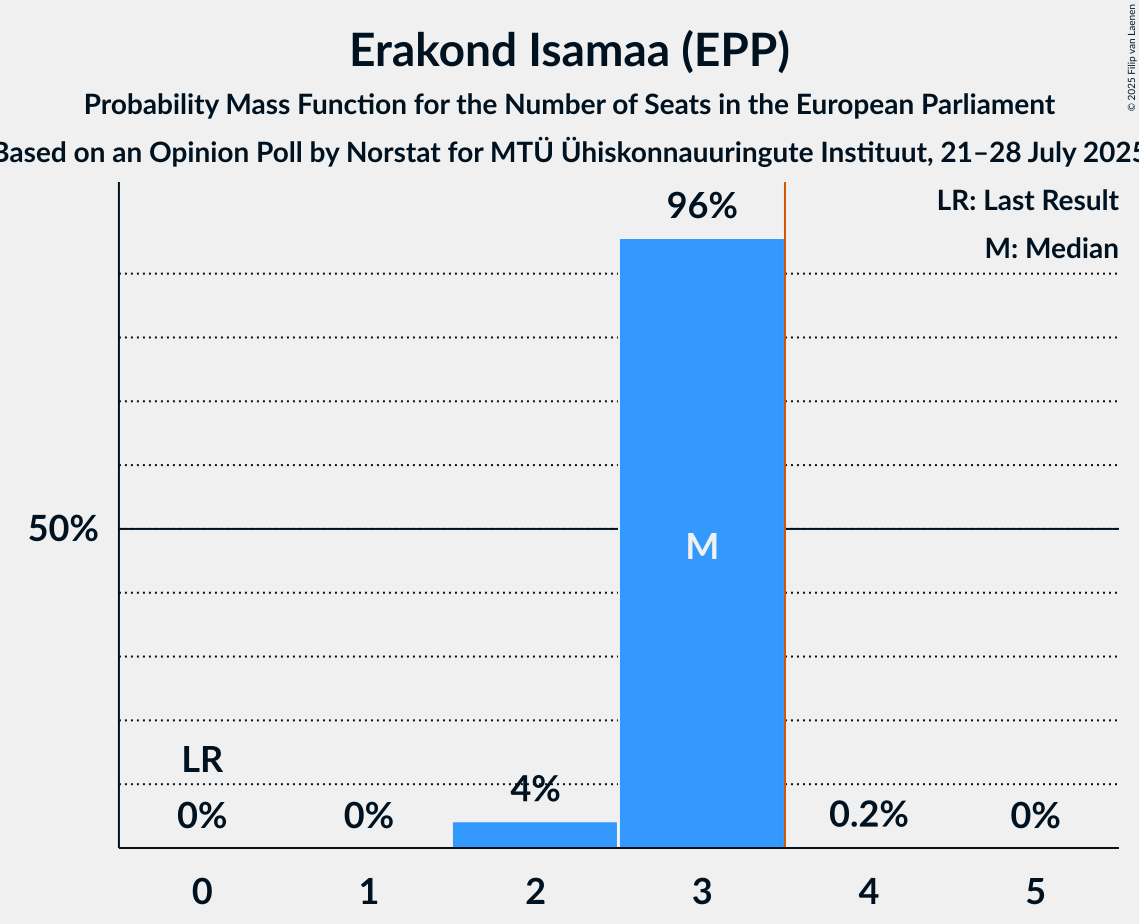 Erakond Isamaa (EPP)
Probability Mass Function for the Number of Seats in the European Parliament
Based on an Opinion Poll by Norstat for MTÜ Ühiskonnauuringute Instituut, 21–28 July 2025
© 2025 Filip van Laenen
LR: Last Result
M: Median
96%
50%
M
LR
0%
0%
4%
0.2%
0%
0
1
2
3
4
5